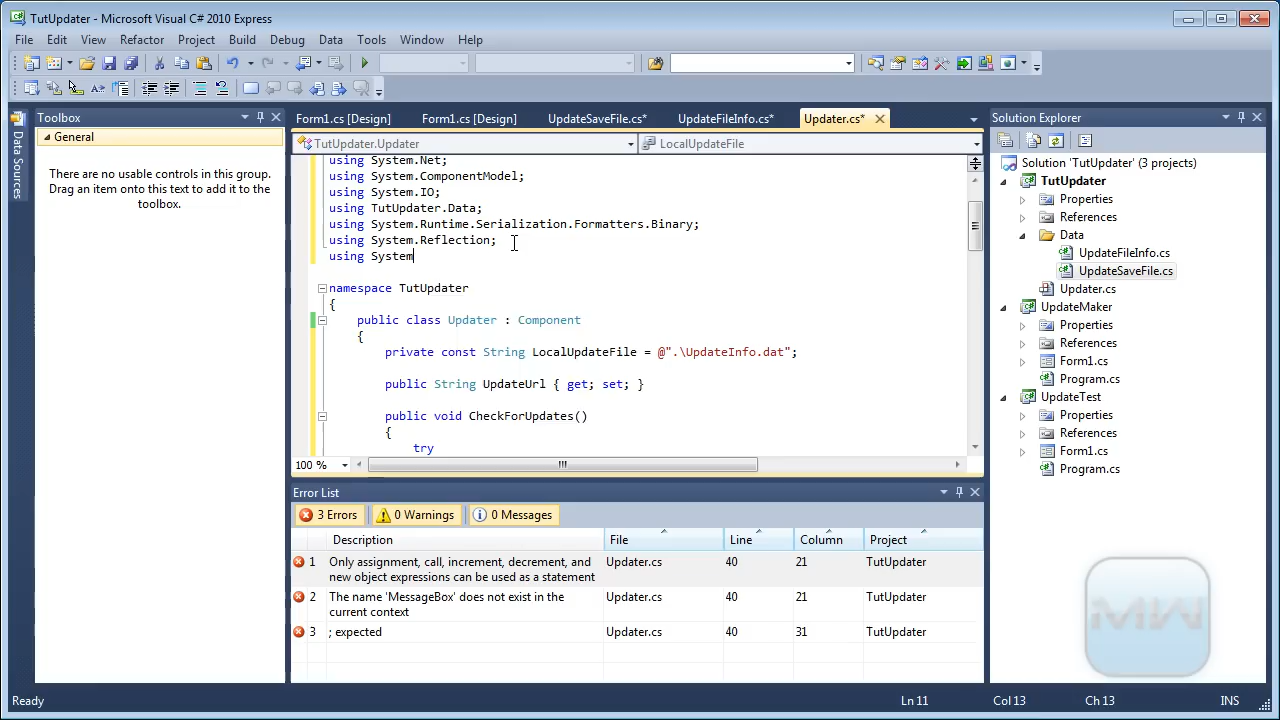 TutUpdater - Microsoft Visual C# 2010 Express
File Edit View Refactor Project Build Debug Data Tools Window Help
Data Sources
Toolbox
General
There are no usable controls in this group.
Drag an item onto this text to add it to the
toolbox.
Form1.cs [Design] Form1.cs [Design] UpdateSaveFile.cs* UpdateFileInfo.cs* Updater.cs*
TutUpdater.Updater LocalUpdateFile
using System.Net;
using System.ComponentModel;
using System.IO;
using TutUpdater.Data;
using System.Runtime.Serialization.Formatters.Binary;
using System.Reflection;
using System
namespace TutUpdater
{
public class Updater : Component
{
private const String LocalUpdateFile = @".\UpdateInfo.dat";
public String UpdateUrl { get; set; }
public void CheckForUpdates()
{
try
100 %
Solution Explorer
Solution 'TutUpdater' (3 projects)
TutUpdater
Properties
References
Data
UpdateFileInfo.cs
UpdateSaveFile.cs
Updater.cs
UpdateMaker
Properties
References
Form1.cs
Program.cs
UpdateTest
Properties
References
Form1.cs
Program.cs
Error List
3 Errors 0 Warnings 0 Messages
Description File Line Column Project
1 Only assignment, call, increment, decrement, and Updater.cs 40 21 TutUpdater
new object expressions can be used as a statement
2 The name 'MessageBox' does not exist in the Updater.cs 40 21 TutUpdater
current context
3 ; expected Updater.cs 40 31 TutUpdater
MW
Ready Ln 11 Col 13 Ch 13 INS